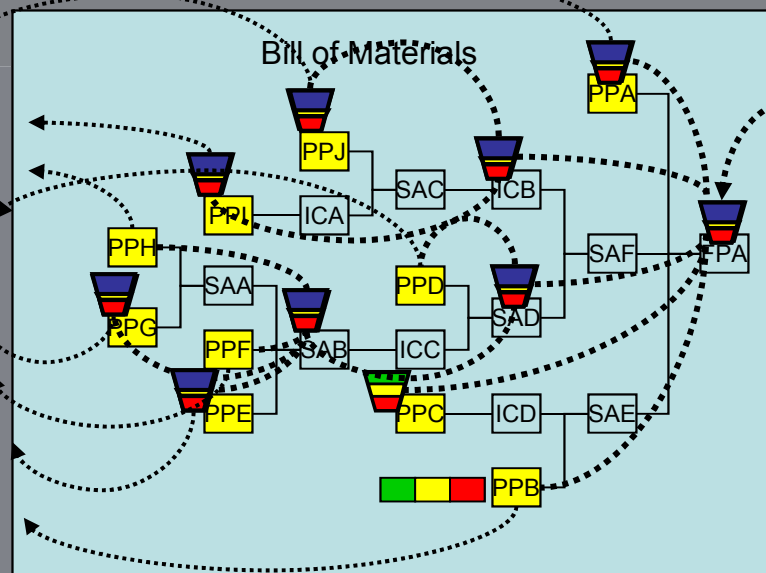 Bill of Materials
PPA
PPJ
SAC
ICB
PPI
ICA
PPH
SAF
FPA
SAA
PPD
PPG
SAD
PPF
SAB
ICC
PPE
PPC
ICD
SAE
PPB